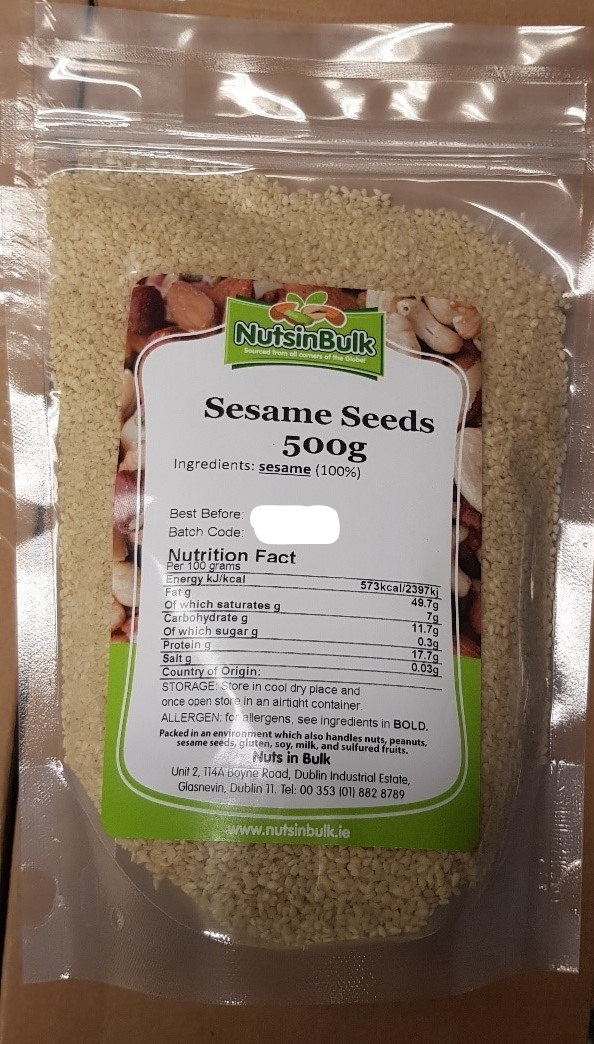 NutsinBulk
Sourced from all corners of the Globe!
Sesame Seeds
500g
Ingredients: sesame (100%)
Best Before:
Batch Code:
Nutrition Fact
Per 100 grams
Energy kJ/kcal 573kcal/2397kj
Fat g 49.7g
Of which saturates g 7g
Carbohydrate g 11.7g
Of which sugar g 0.3g
Protein g 17.7g
Salt g 0.03g
Country of Origin:
STORAGE: Store in cool dry place and
once open store in an airtight container.
ALLERGEN: for allergens, see ingredients in BOLD.
Packed in an environment which also handles nuts, peanuts,
sesame seeds, gluten, soy, milk, and sulfured fruits.
Nuts in Bulk
Unit 2, 114A Boyne Road, Dublin Industrial Estate,
Glasnevin, Dublin 11. Tel: 00 353 (01) 882 8789
www.nutsinbulk.ie